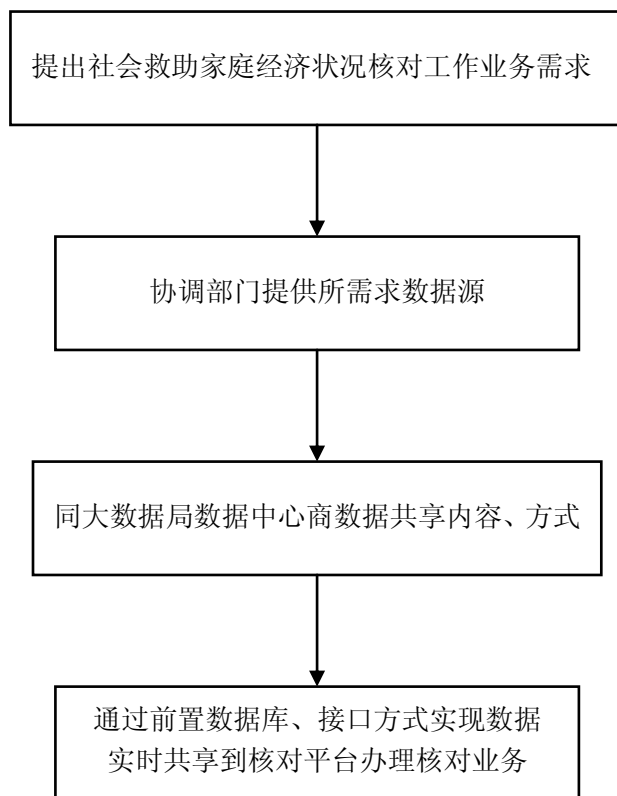 提出社会救助家庭经济状况核对工作业务需求
协调部门提供所需求数据源
同大数据局数据中心商数据共享内容、方式
通过前置数据库、接口方式实现数据
实时共享到核对平台办理核对业务